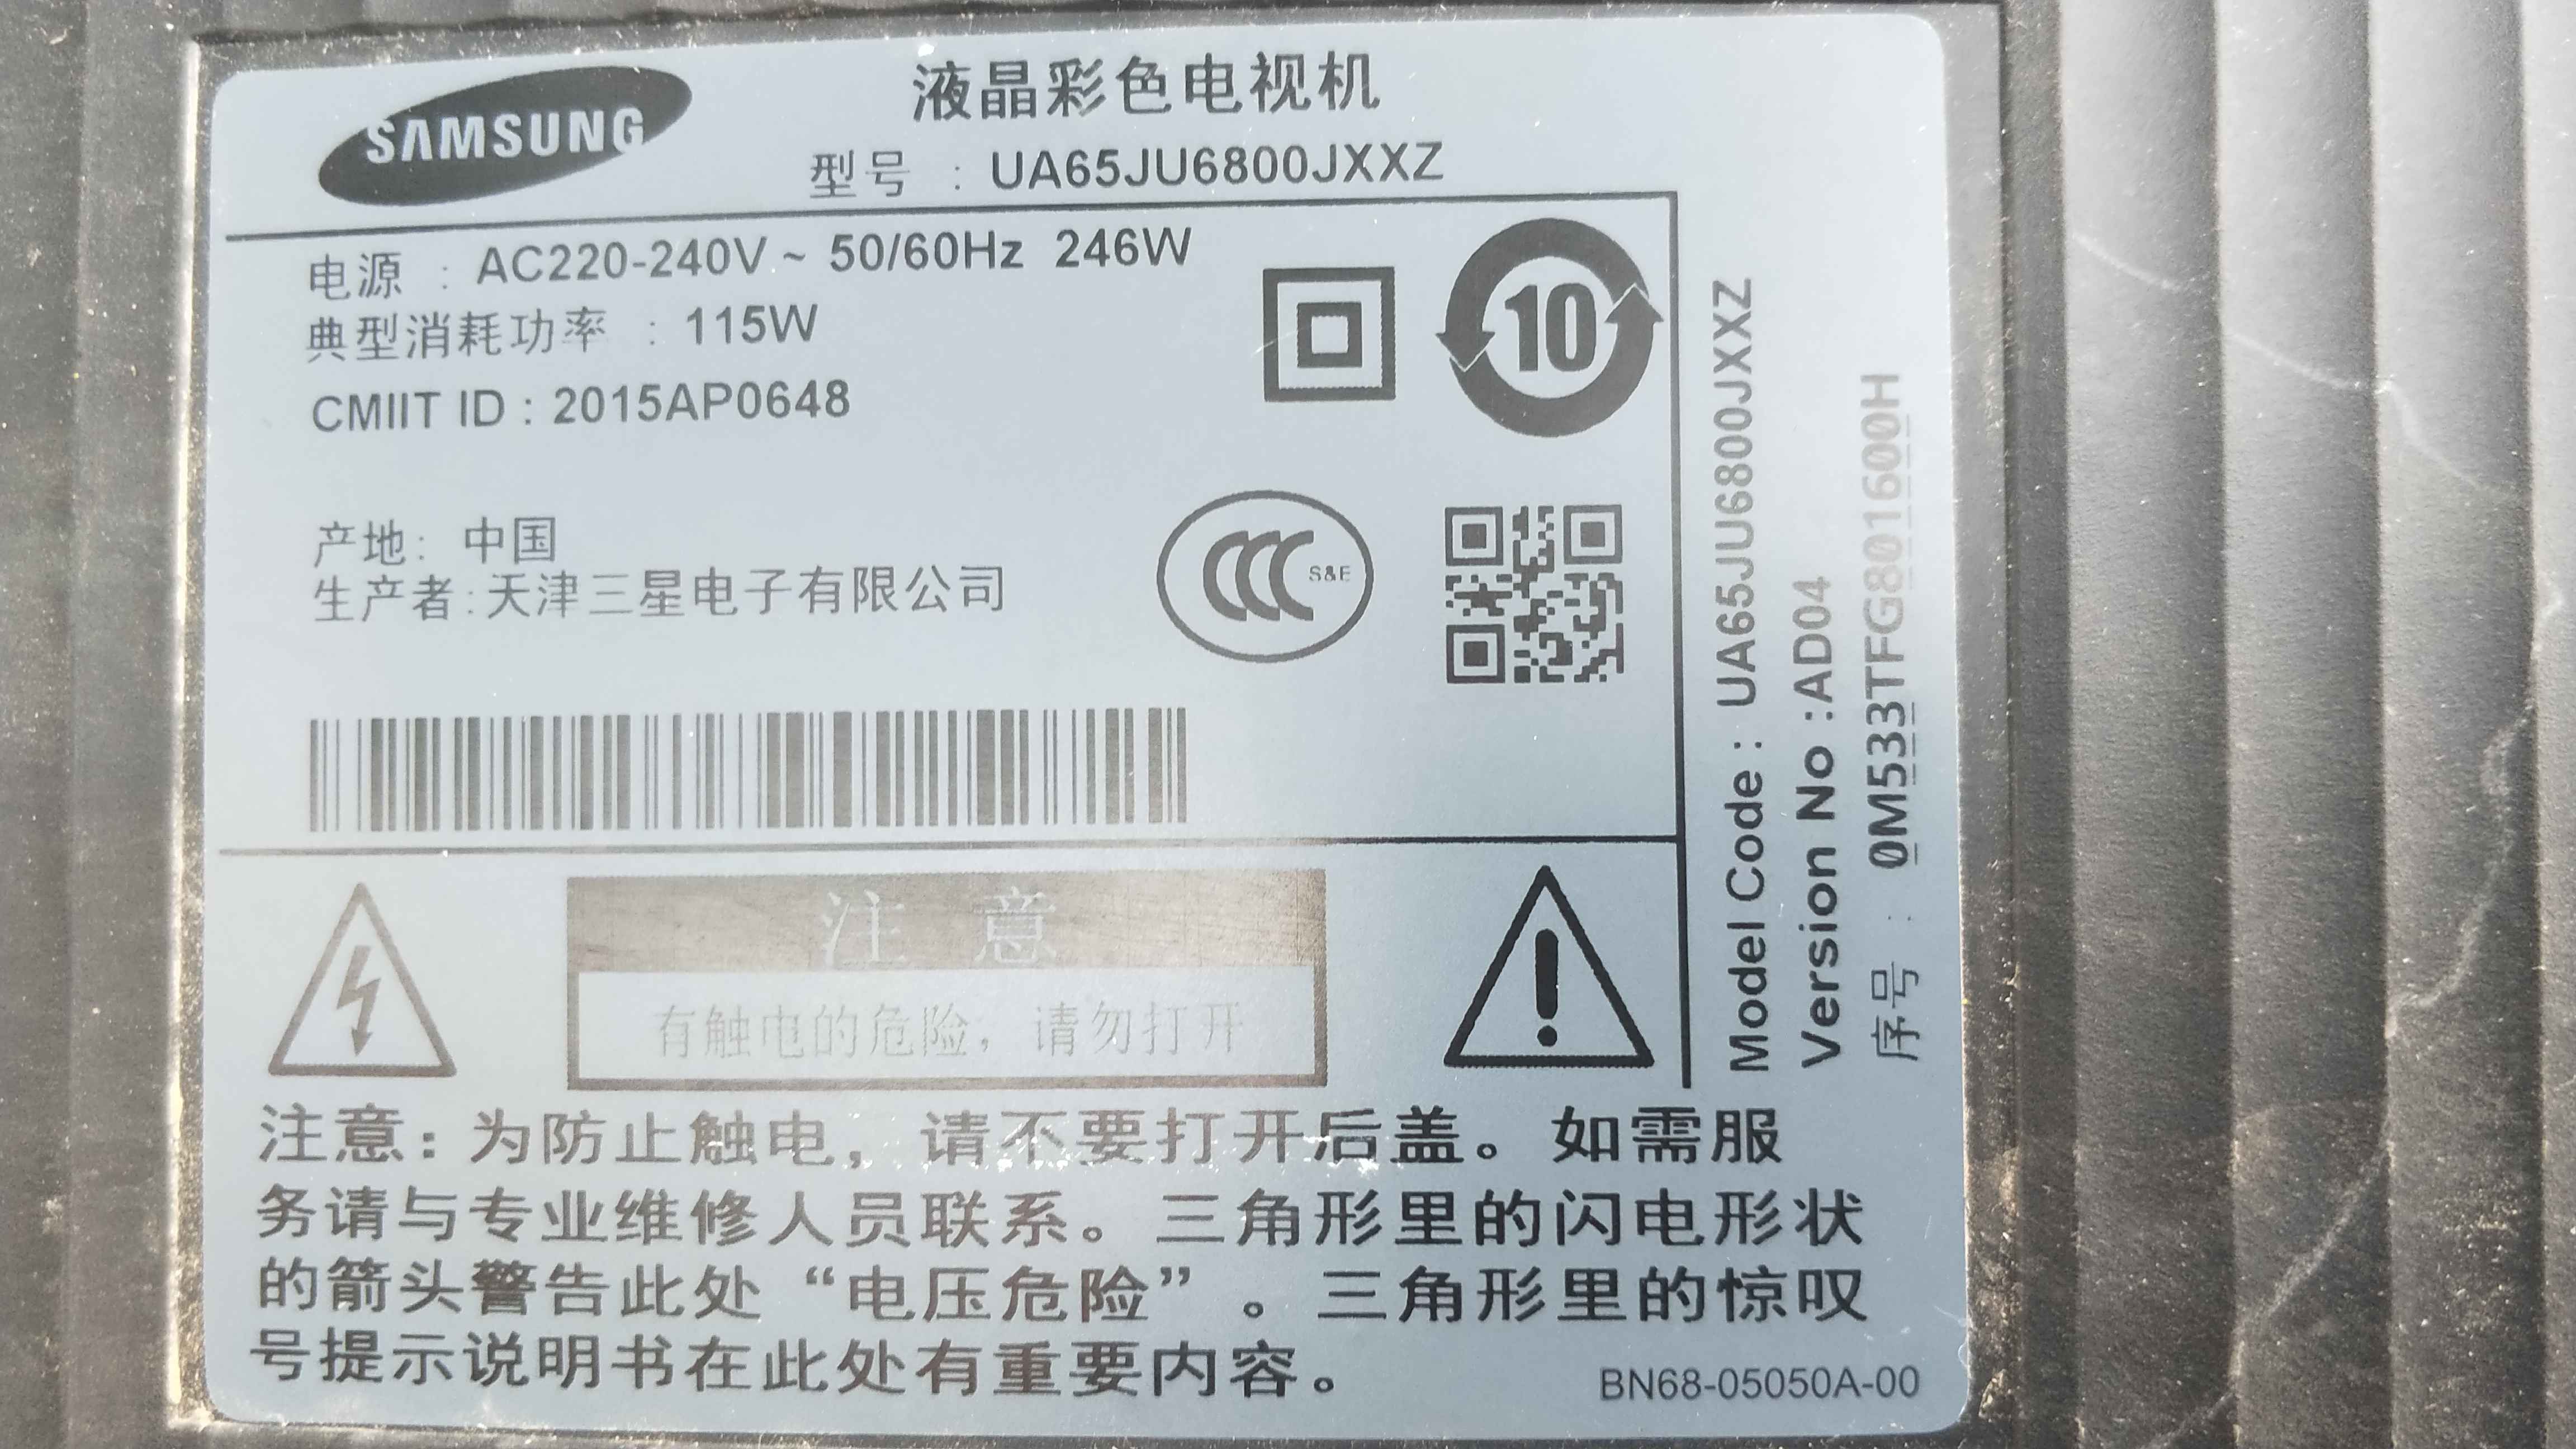 SAMSUNG
液晶彩色电视机
型号 : UA65JU6800JXXZ
电源 : AC220-240V ~ 50/60Hz 246W
典型消耗功率 : 115W
CMIIT ID : 2015AP0648
10
产地: 中国
生产者:天津三星电子有限公司
S&E
注 意
有触电的危险，请勿打开
注意: 为防止触电，请不要打开后盖。如需服
务请与专业维修人员联系。三角形里的闪电形状
的箭头警告此处“电压危险”。三角形里的惊叹
号提示说明书在此处有重要内容。
BN68-05050A-00
Model Code : UA65JU6800JXXZ
Version No :AD04
序号 : 0M533TFG801600H